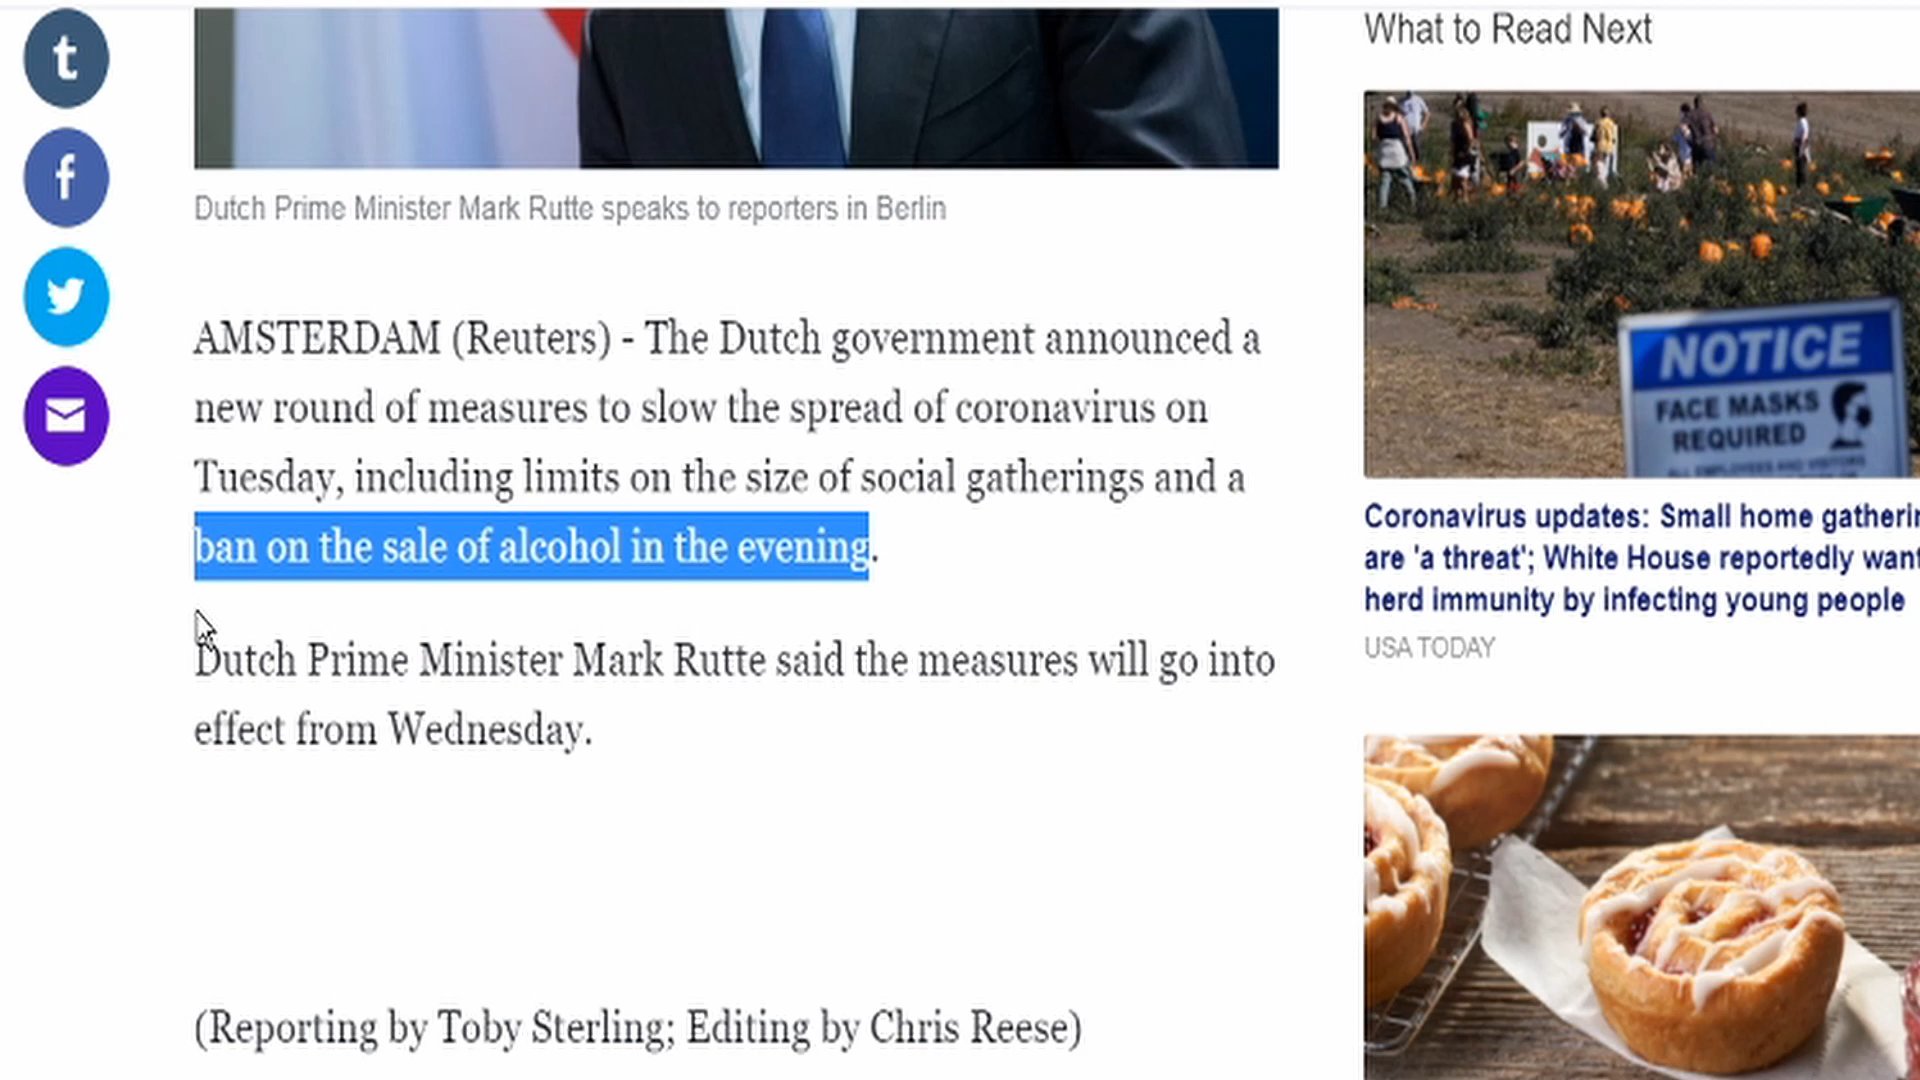 What to Read Next
t
f
Dutch Prime Minister Mark Rutte speaks to reporters in Berlin
AMSTERDAM (Reuters) - The Dutch government announced a
new round of measures to slow the spread of coronavirus on
Tuesday, including limits on the size of social gatherings and a
ban on the sale of alcohol in the evening.
Dutch Prime Minister Mark Rutte said the measures will go into
effect from Wednesday.
(Reporting by Toby Sterling; Editing by Chris Reese)
NOTICE
FACE MASKS
REQUIRED
ALL EMPLOYEES AND VISITORS
Coronavirus updates: Small home
are 'a threat'; White House reportedly
herd immunity by infecting young people
USA TODAY